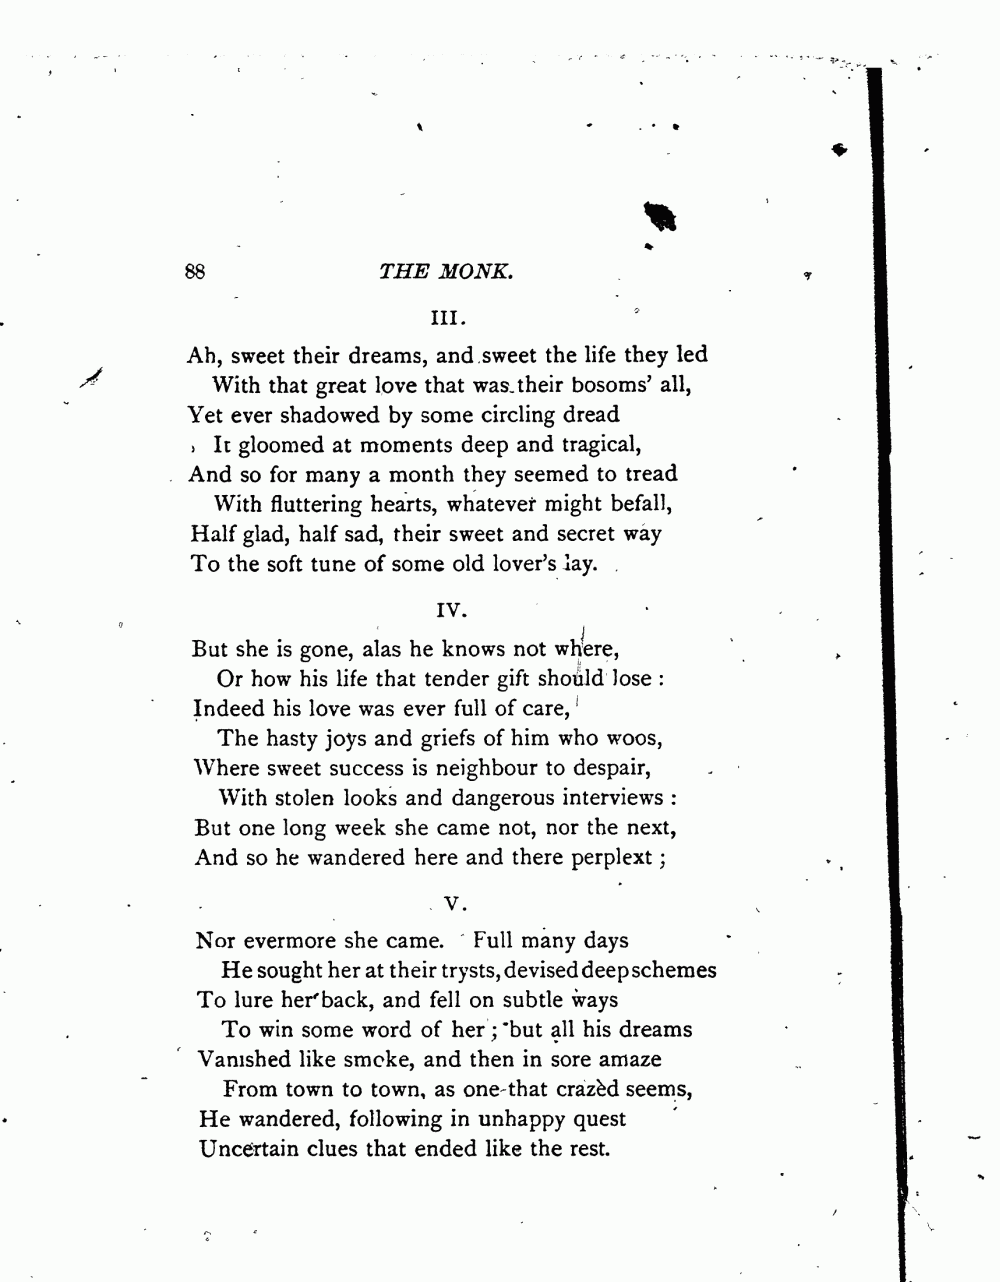 88 THE MONK.
III.
Ah, sweet their dreams, and sweet the life they led
With that great love that was their bosoms' all,
Yet ever shadowed by some circling dread
It gloomed at moments deep and tragical,
And so for many a month they seemed to tread
With fluttering hearts, whatever might befall,
Half glad, half sad, their sweet and secret way
To the soft tune of some old lover's lay.
IV.
But she is gone, alas he knows not where,
Or how his life that tender gift should lose :
Indeed his love was ever full of care,
The hasty joys and griefs of him who woos,
Where sweet success is neighbour to despair,
With stolen looks and dangerous interviews :
But one long week she came not, nor the next,
And so he wandered here and there perplext ;
V.
Nor evermore she came. Full many days
He sought her at their trysts, devised deep schemes
To lure her back, and fell on subtle ways
To win some word of her ; but all his dreams
Vanished like smoke, and then in sore amaze
From town to town, as one that crazèd seems,
He wandered, following in unhappy quest
Uncertain clues that ended like the rest.